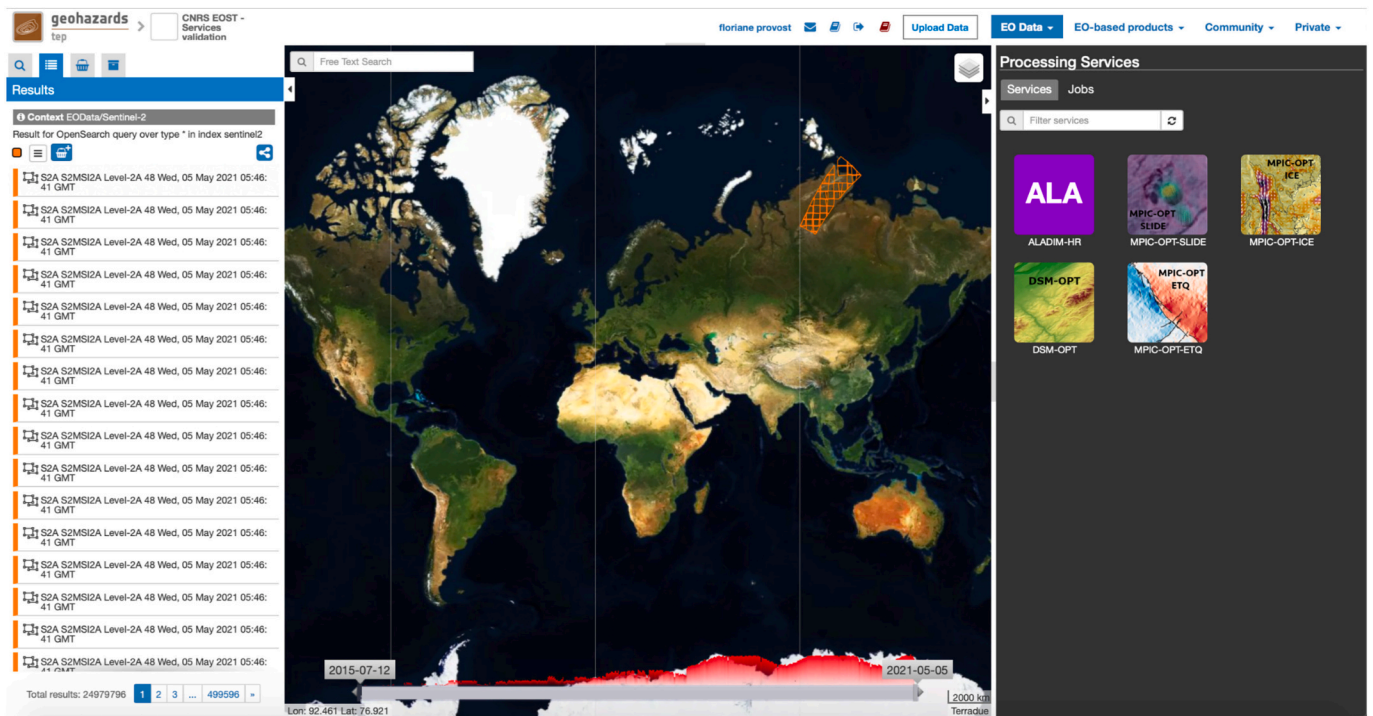 geohazards
tep
CNRS EOST -
Services
validation
floriane provost
Upload Data
EO Data
EO-based products
Community
Private
Results
Context EOData/Sentinel-2
Result for OpenSearch query over type * in index sentinel2
S2A S2MSI2A Level-2A 48 Wed, 05 May 2021 05:46:
41 GMT
S2A S2MSI2A Level-2A 48 Wed, 05 May 2021 05:46:
41 GMT
S2A S2MSI2A Level-2A 48 Wed, 05 May 2021 05:46:
41 GMT
S2A S2MSI2A Level-2A 48 Wed, 05 May 2021 05:46:
41 GMT
S2A S2MSI2A Level-2A 48 Wed, 05 May 2021 05:46:
41 GMT
S2A S2MSI2A Level-2A 48 Wed, 05 May 2021 05:46:
41 GMT
S2A S2MSI2A Level-2A 48 Wed, 05 May 2021 05:46:
41 GMT
S2A S2MSI2A Level-2A 48 Wed, 05 May 2021 05:46:
41 GMT
S2A S2MSI2A Level-2A 48 Wed, 05 May 2021 05:46:
41 GMT
S2A S2MSI2A Level-2A 48 Wed, 05 May 2021 05:46:
41 GMT
S2A S2MSI2A Level-2A 48 Wed, 05 May 2021 05:46:
41 GMT
S2A S2MSI2A Level-2A 48 Wed, 05 May 2021 05:46:
41 GMT
S2A S2MSI2A Level-2A 48 Wed, 05 May 2021 05:46:
41 GMT
S2A S2MSI2A Level-2A 48 Wed, 05 May 2021 05:46:
41 GMT
S2A S2MSI2A Level-2A 48 Wed, 05 May 2021 05:46:
41 GMT
S2A S2MSI2A Level-2A 48 Wed, 05 May 2021 05:46:
41 GMT
Total results: 24979796 1 2 3 ... 499596 »
Free Text Search
2015-07-12
2021-05-05
2000 km
Lon: 92.461 Lat: 76.921
Terradue
Processing Services
Services Jobs
Filter services
ALA
ALADIM-HR
MPIC-OPT
SLIDE
MPIC-OPT-SLIDE
MPIC-OPT
ICE
MPIC-OPT-ICE
DSM-OPT
DSM-OPT
MPIC-OPT
ETQ
MPIC-OPT-ETQ